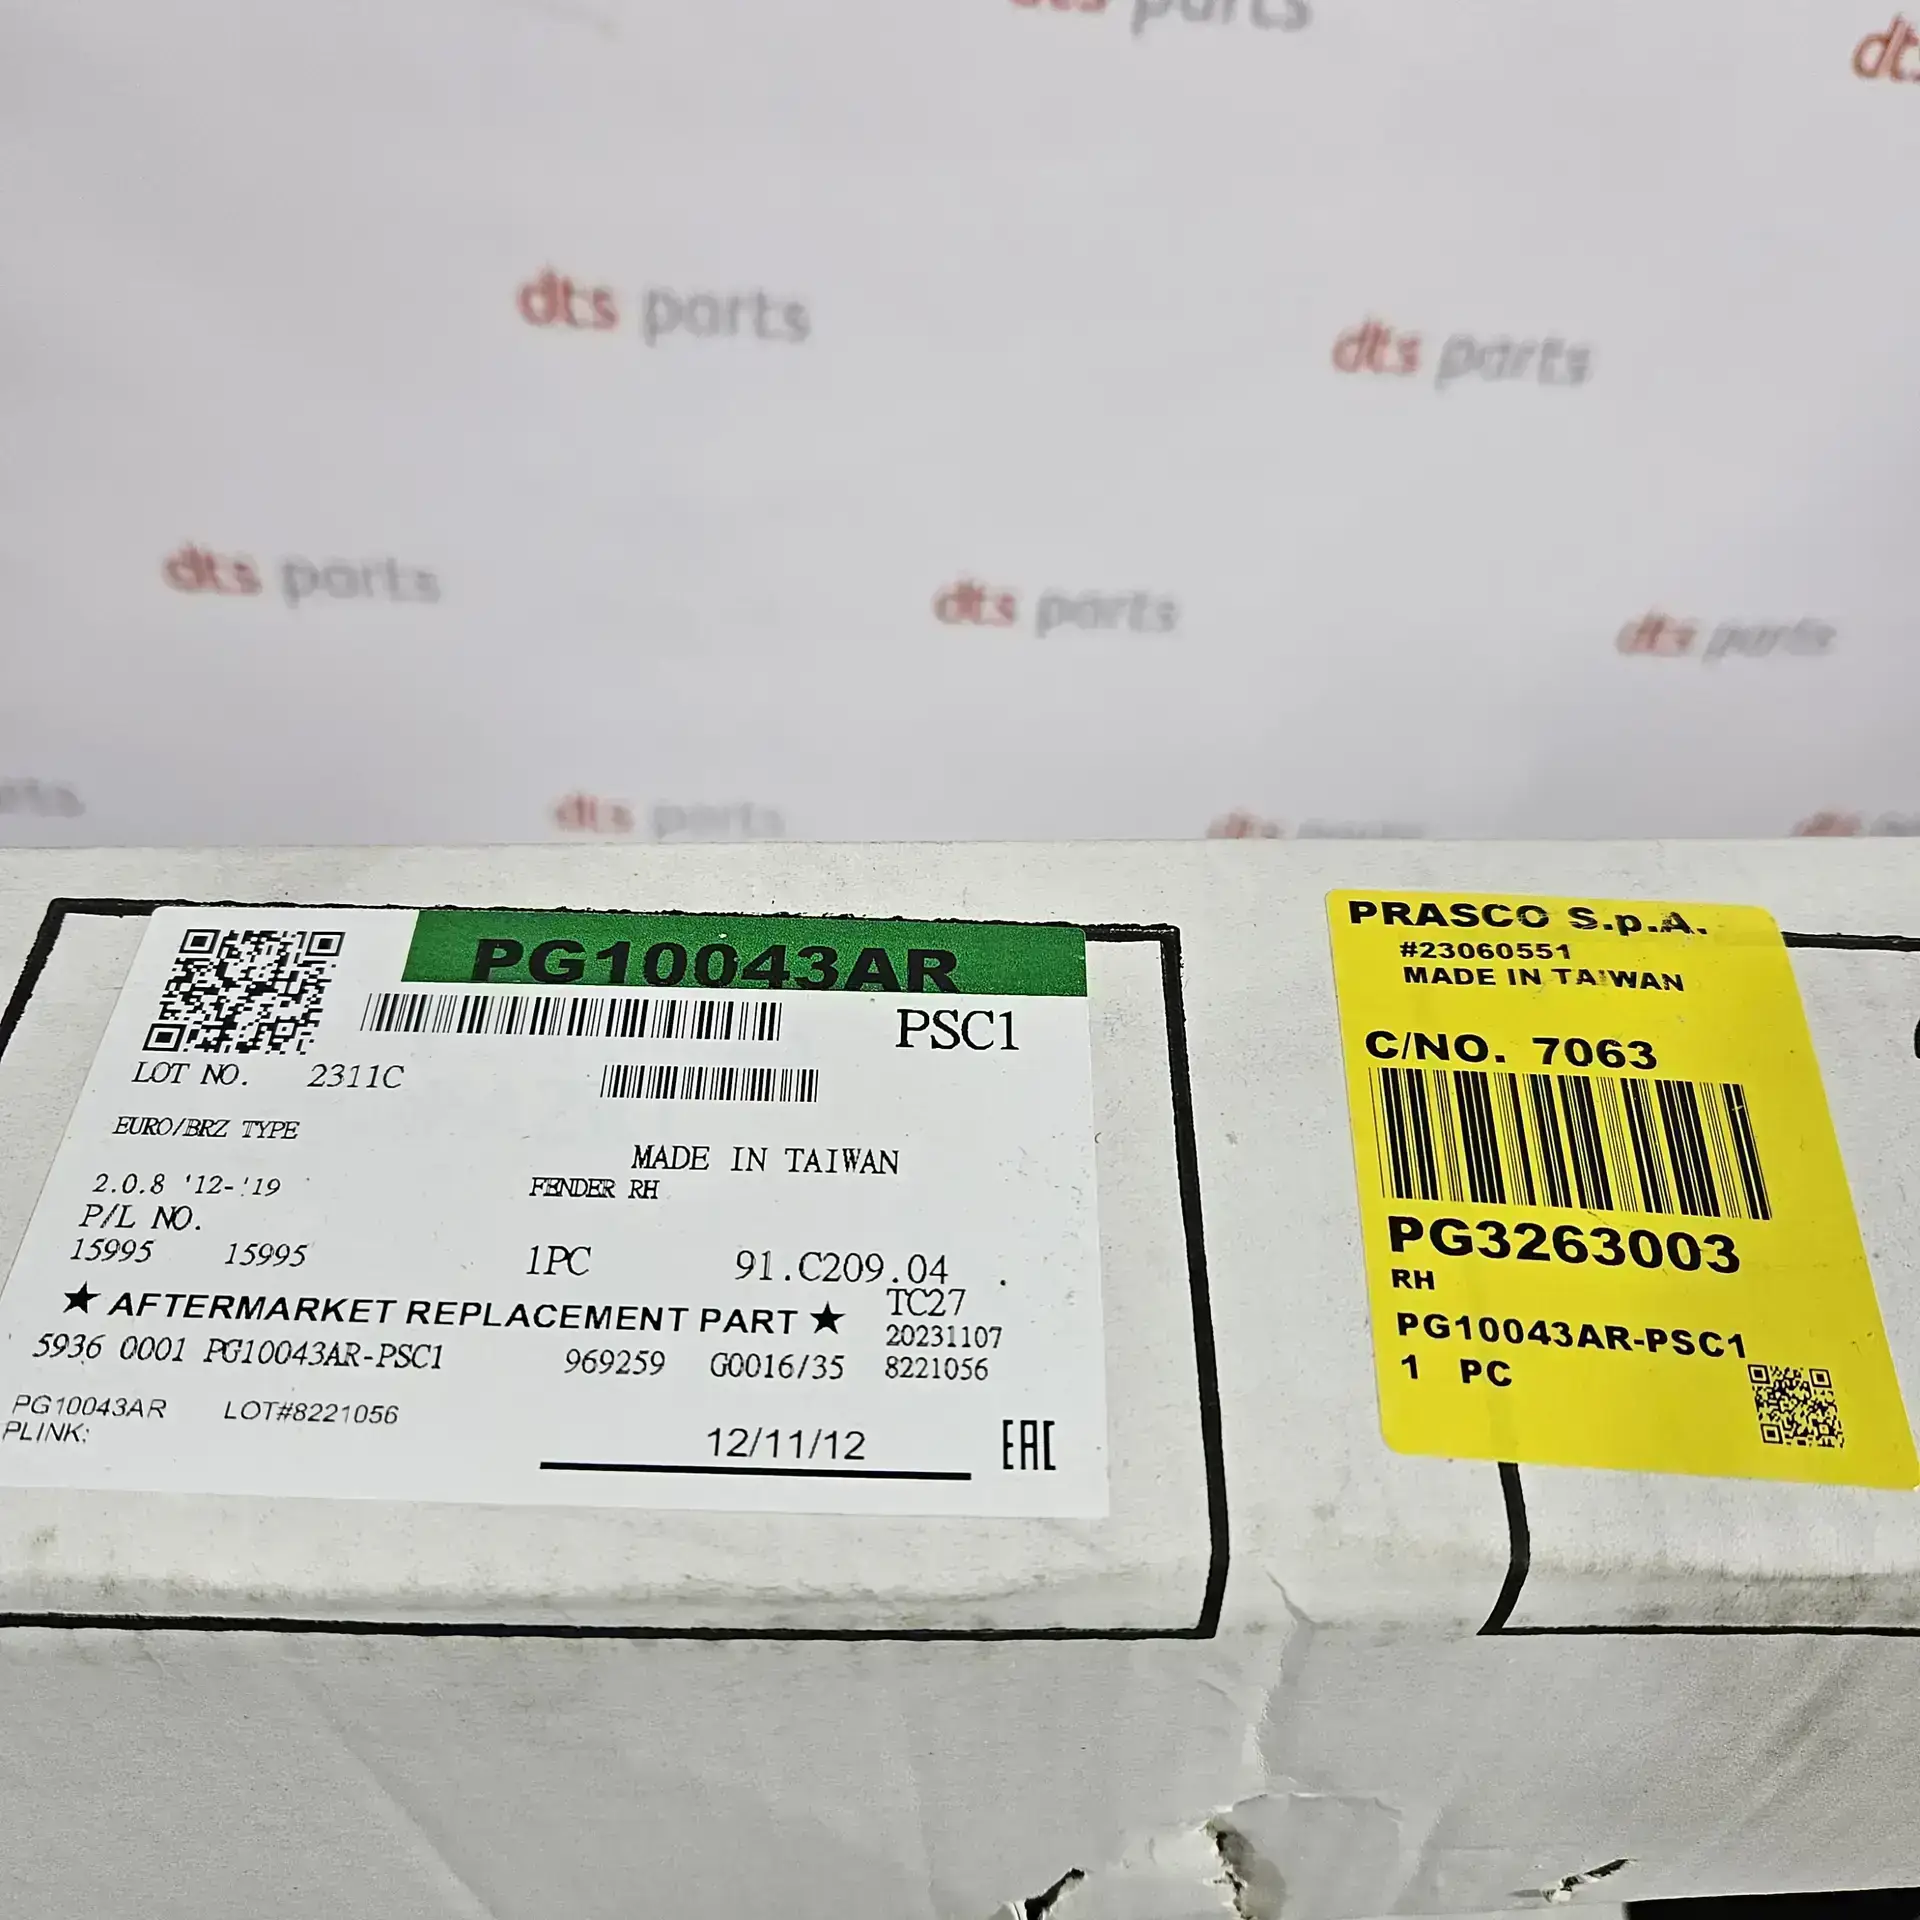 dts parts
dts parts
dts parts
dts parts
dts parts
dts parts
dts parts
PG10043AR
PSC1
LOT NO. 2311C
EURO/BRZ TYPE
MADE IN TAIWAN
2.0.8 '12-'19
FENDER RH
P/L NO.
15995 15995
1PC
91.C209.04 .
★ AFTERMARKET REPLACEMENT PART ★
TC27
20231107
5936 0001 PG10043AR-PSC1 969259 G0016/35 8221056
PG10043AR LOT#8221056
PLINK:
12/11/12
EAC
PRASCO S.p.A.
#23060551
MADE IN TAIWAN
C/NO. 7063
PG3263003
RH
PG10043AR-PSC1
1 PC